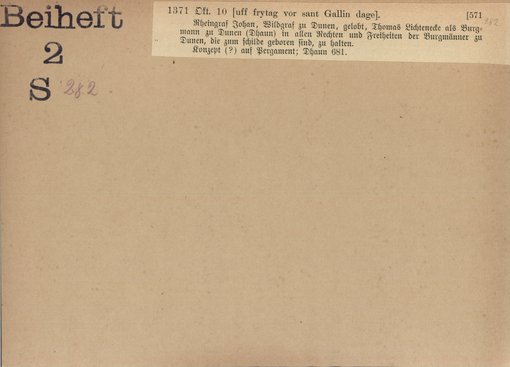 Beiheft
2
S 282.
1371 Okt. 10 [uff frytag vor sant Gallin dage]. [571
282
Rheingraf Johan, Wildgraf zu Dunen, gelobt, Thomas Lichtenecke als Burg-
mann zu Dunen (Dhaun) in allen Rechten und Freiheiten der Burgmänner zu
Dunen, die zum schilde geboren sind, zu halten.
Konzept (?) auf Pergament; Dhaun 681.